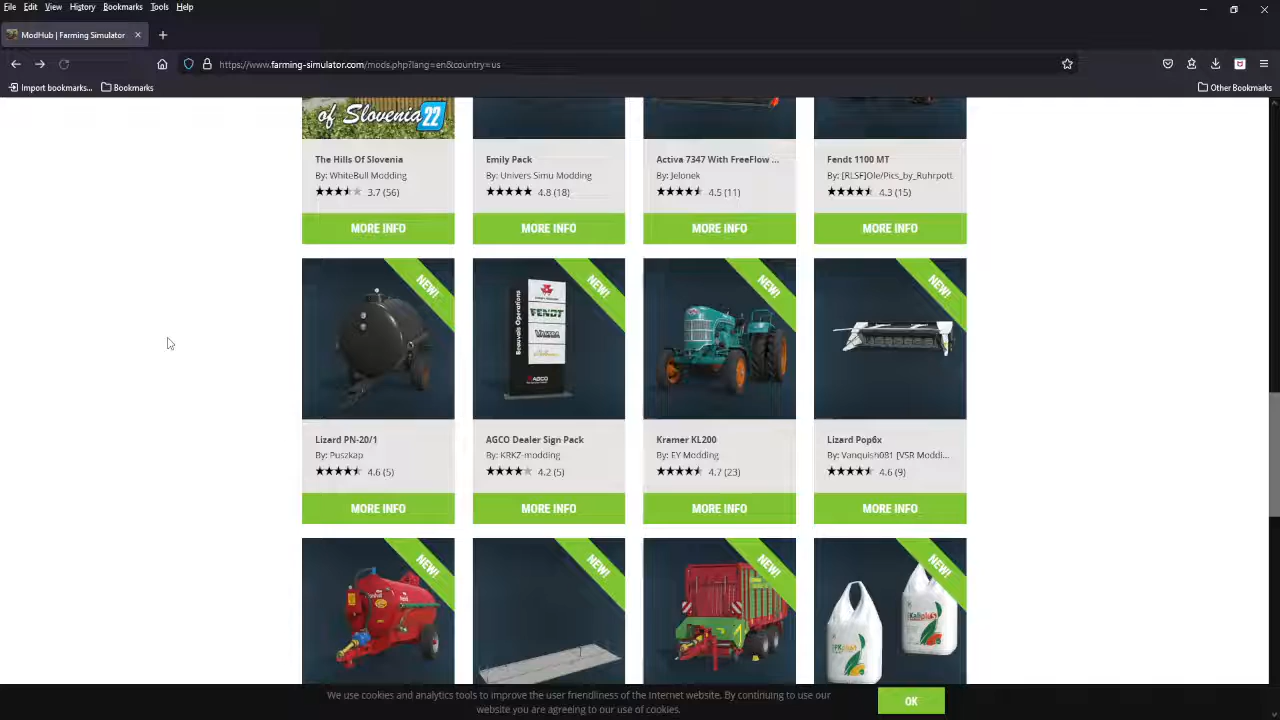 File Edit View History Bookmarks Tools Help
ModHub | Farming Simulator
https://www.farming-simulator.com/mods.php?lang=en&country=us
Import bookmarks... Bookmarks Other Bookmarks
of Slovenia 22
The Hills Of Slovenia
By: WhiteBull Modding
3.7 (56)
MORE INFO
Emily Pack
By: Univers Simu Modding
4.8 (18)
MORE INFO
Activa 7347 With FreeFlow ...
By: Jelonek
4.5 (11)
MORE INFO
Fendt 1100 MT
By: [RLSF]Ole/Pics_by_Ruhrpott
4.3 (15)
MORE INFO
NEW!
Lizard PN-20/1
By: Puszkap
4.6 (5)
MORE INFO
NEW!
Beauvais Operations
FENDT
AGCO
AGCO Dealer Sign Pack
By: KRKZ-modding
4.2 (5)
MORE INFO
NEW!
Kramer KL200
By: EY Modding
4.7 (23)
MORE INFO
NEW!
Lizard Pop6x
By: Vanquish081 [VSR Moddi...
4.6 (9)
MORE INFO
NEW!
NEW!
NEW!
NEW!
We use cookies and analytics tools to improve the user friendliness of the Internet website. By continuing to use our
website you are agreeing to our use of cookies.
OK